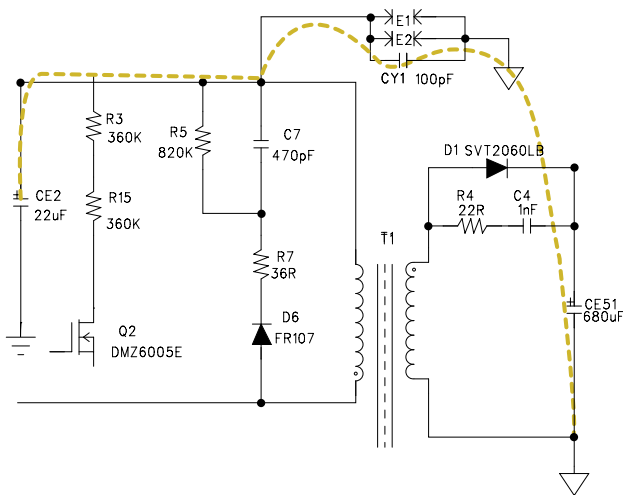 E1
E2
CY1 100pF
R3
360K
R5
820K
C7
470pF
D1 SVT2060LB
CE2
22uF
R15
360K
R4
22R
C4
1nF
T1
R7
36R
CE51
680uF
Q2
DMZ6005E
D6
FR107